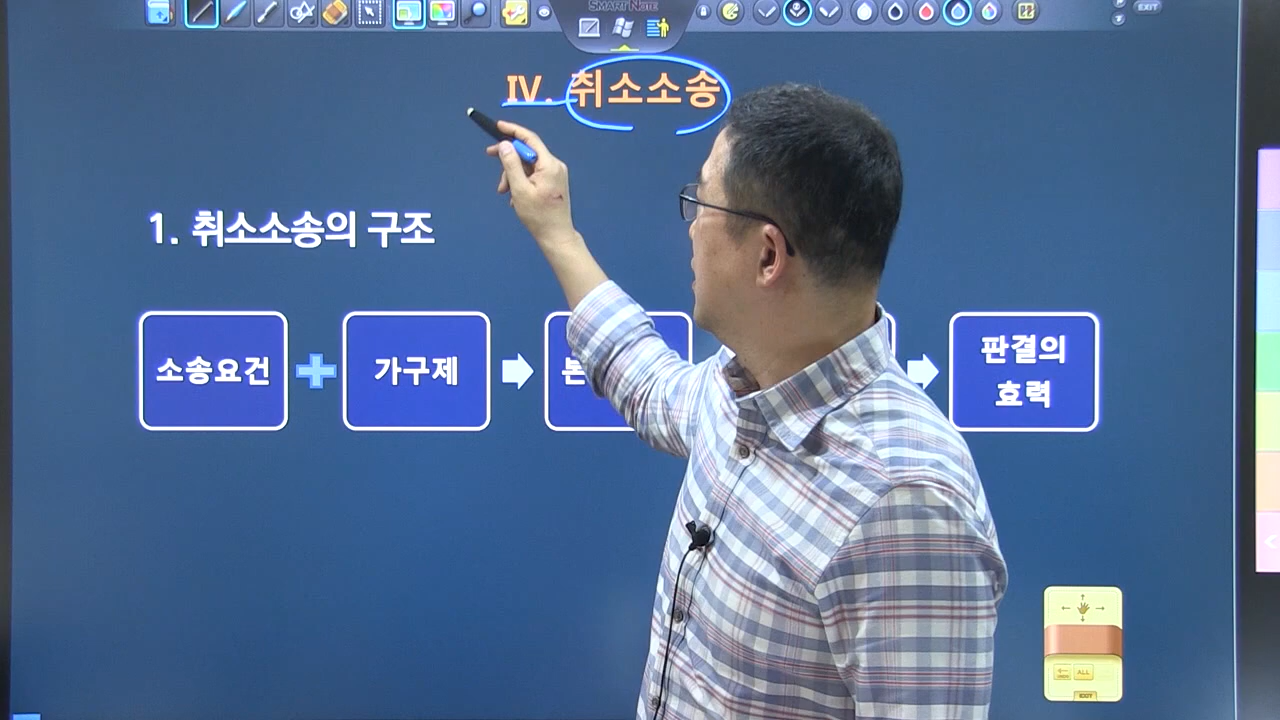 SMART NOTE
EXIT
IV. 취소소송
1. 취소소송의 구조
소송요건
가구제
판결의
효력
ALL
EXIT